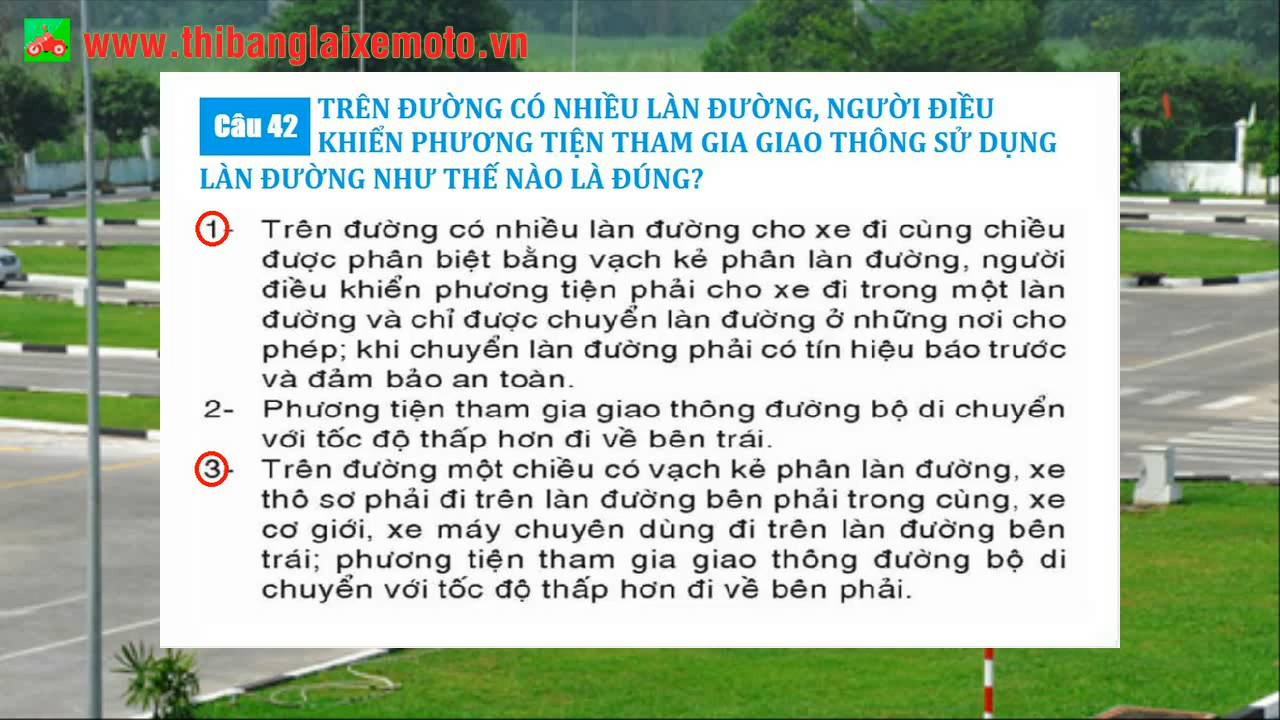 www.thibanglaixemoto.vn
Câu 42 TRÊN ĐƯỜNG CÓ NHIỀU LÀN ĐƯỜNG, NGƯỜI ĐIỀU
KHIỂN PHƯƠNG TIỆN THAM GIA GIAO THÔNG SỬ DỤNG
LÀN ĐƯỜNG NHƯ THẾ NÀO LÀ ĐÚNG?
1- Trên đường có nhiều làn đường cho xe đi cùng chiều
được phân biệt bằng vạch kẻ phân làn đường, người
điều khiển phương tiện phải cho xe đi trong một làn
đường và chỉ được chuyển làn đường ở những nơi cho
phép; khi chuyển làn đường phải có tín hiệu báo trước
và đảm bảo an toàn.
2- Phương tiện tham gia giao thông đường bộ di chuyển
với tốc độ thấp hơn đi về bên trái.
3- Trên đường một chiều có vạch kẻ phân làn đường, xe
thô sơ phải đi trên làn đường bên phải trong cùng, xe
cơ giới, xe máy chuyên dùng đi trên làn đường bên
trái; phương tiện tham gia giao thông đường bộ di
chuyển với tốc độ thấp hơn đi về bên phải.